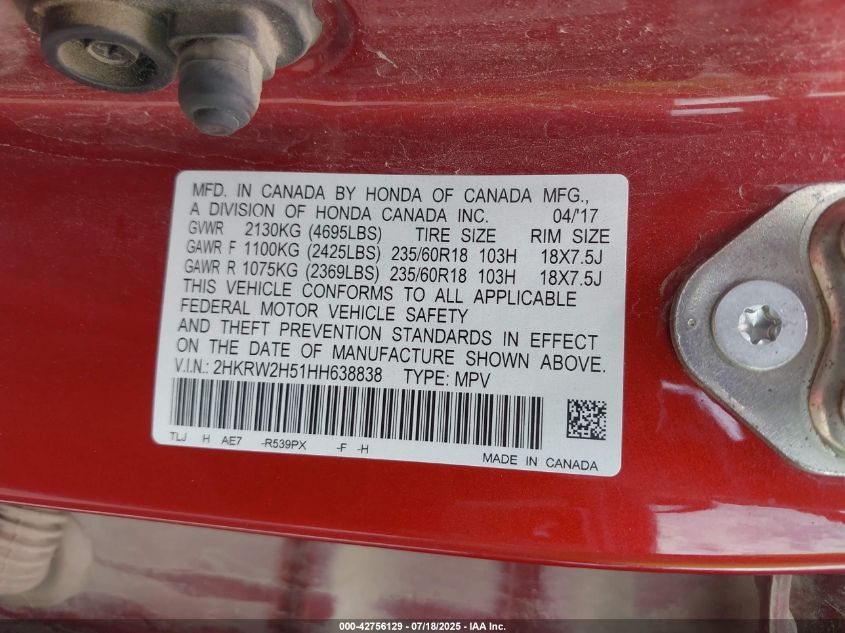 MFD. IN CANADA BY HONDA OF CANADA MFG.,
A DIVISION OF HONDA CANADA INC. 04/'17
GVWR 2130KG (4695LBS) TIRE SIZE RIM SIZE
GAWR F 1100KG (2425LBS) 235/60R18 103H 18X7.5J
GAWR R 1075KG (2369LBS) 235/60R18 103H 18X7.5J
THIS VEHICLE CONFORMS TO ALL APPLICABLE
FEDERAL MOTOR VEHICLE SAFETY
AND THEFT PREVENTION STANDARDS IN EFFECT
ON THE DATE OF MANUFACTURE SHOWN ABOVE.
V.I.N.: 2HKRW2H51HH638838 TYPE: MPV
TLJ H AE7 -R539PX -F -H
MADE IN CANADA
000-42756129 - 07/18/2025 - IAA Inc.